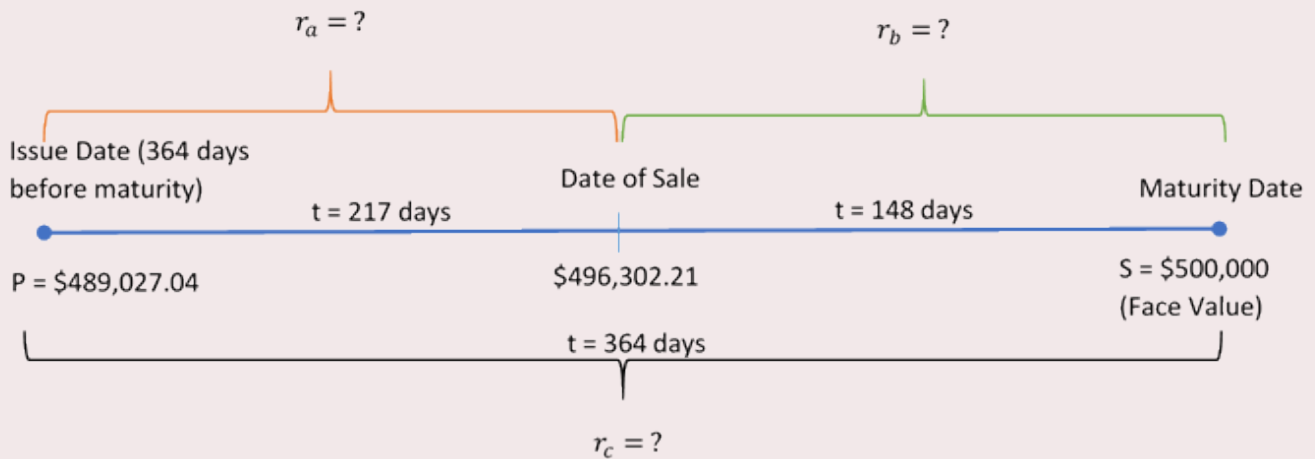 r_a = ?
r_b = ?
Issue Date (364 days
before maturity)
Date of Sale
Maturity Date
t = 217 days
t = 148 days
P = $489,027.04
$496,302.21
S = $500,000
(Face Value)
t = 364 days
r_c = ?